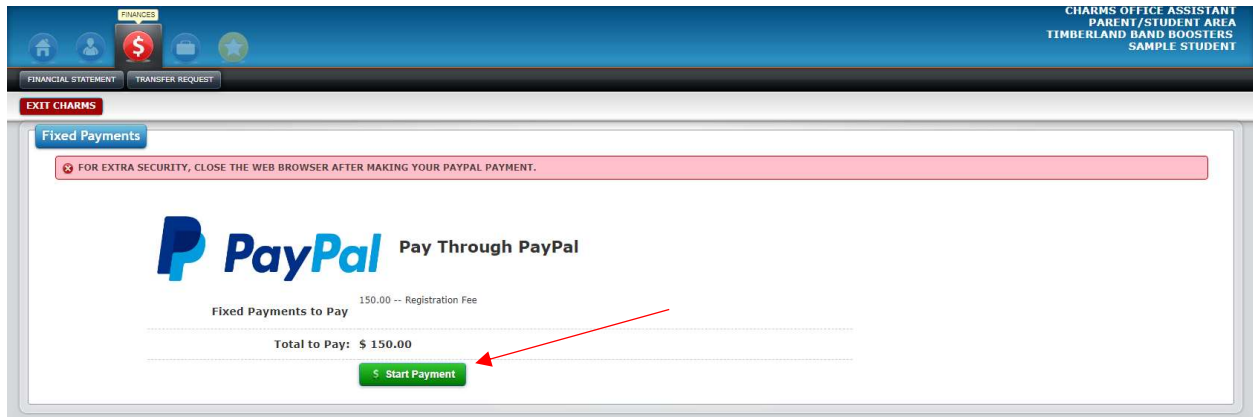 FINANCES
CHARMS OFFICE ASSISTANT
PARENT/STUDENT AREA
TIMBERLAND BAND BOOSTERS
SAMPLE STUDENT
$
FINANCIAL STATEMENT TRANSFER REQUEST
EXIT CHARMS
Fixed Payments
FOR EXTRA SECURITY, CLOSE THE WEB BROWSER AFTER MAKING YOUR PAYPAL PAYMENT.
PayPal Pay Through PayPal
Fixed Payments to Pay 150.00 -- Registration Fee
Total to Pay: $ 150.00
$ Start Payment